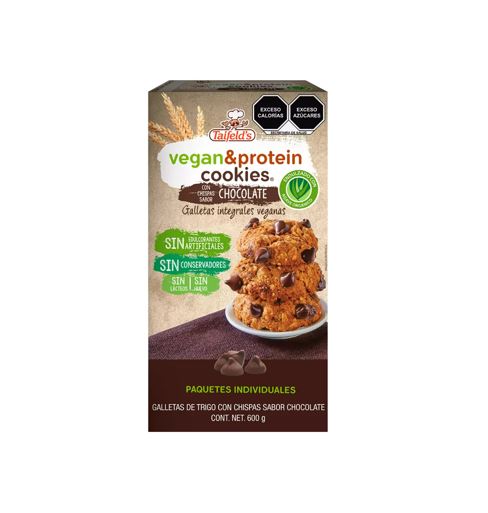 EXCESO
CALORÍAS
EXCESO
AZÚCARES
SECRETARÍA DE SALUD
Taifeld's
vegan&protein
cookies®
CON
CHISPAS
SABOR
CHOCOLATE
ENDULZADO CON
Galletas integrales veganas
SIN EDULCORANTES
ARTIFICIALES
SIN CONSERVADORES
SIN
LÁCTEOS
SIN
HUEVO
PAQUETES INDIVIDUALES
GALLETAS DE TRIGO CON CHISPAS SABOR CHOCOLATE
CONT. NET. 600 g